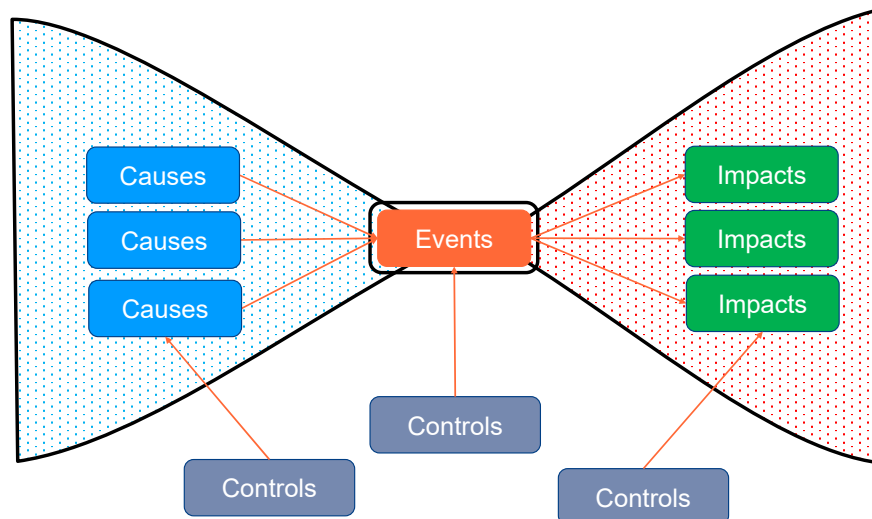 Causes
Causes
Causes
Events
Impacts
Impacts
Impacts
Controls
Controls
Controls